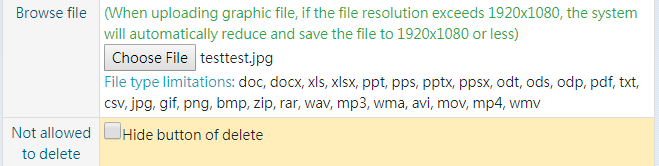 Browse file
(When uploading graphic file, if the file resolution exceeds 1920x1080, the system
will automatically reduce and save the file to 1920x1080 or less)
Choose File testtest.jpg
File type limitations: doc, docx, xls, xlsx, ppt, pps, pptx, ppsx, odt, ods, odp, pdf, txt,
csv, jpg, gif, png, bmp, zip, rar, wav, mp3, wma, avi, mov, mp4, wmv
Not allowed
to delete
Hide button of delete